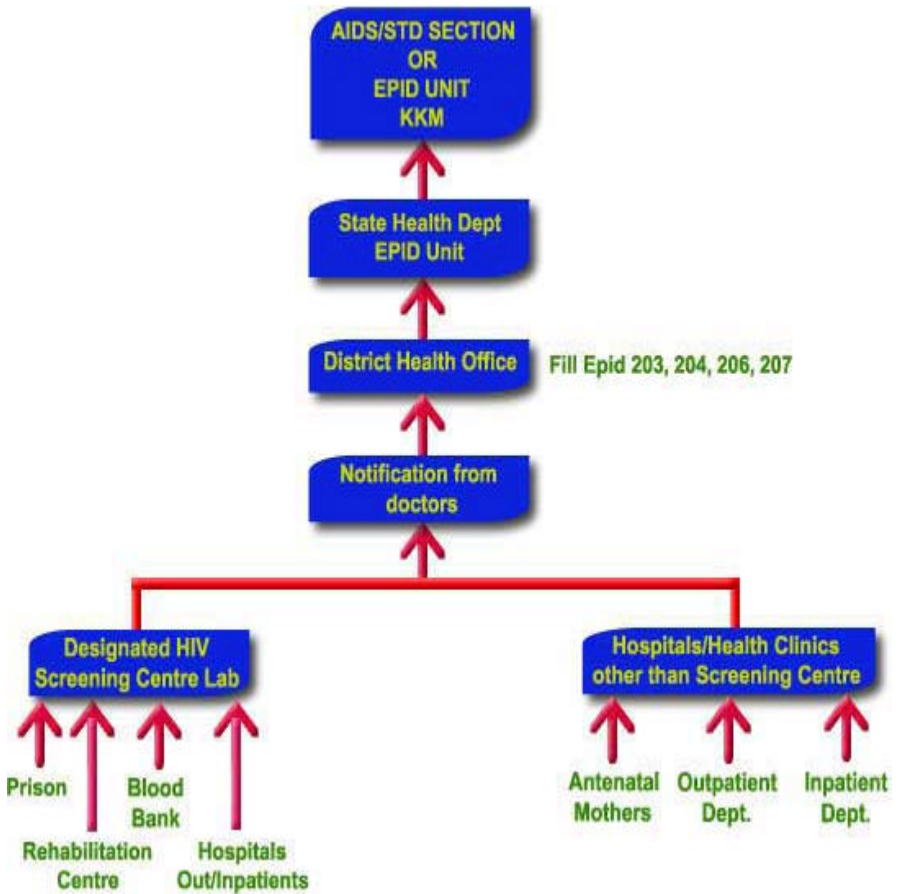 AIDS/STD SECTION
OR
EPID UNIT
KKM
State Health Dept
EPID Unit
District Health Office
Fill Epid 203, 204, 206, 207
Notification from
doctors
Designated HIV
Screening Centre Lab
Hospitals/Health Clinics
other than Screening Centre
Prison
Blood
Bank
Rehabilitation
Centre
Hospitals
Out/Inpatients
Antenatal
Mothers
Outpatient
Dept.
Inpatient
Dept.